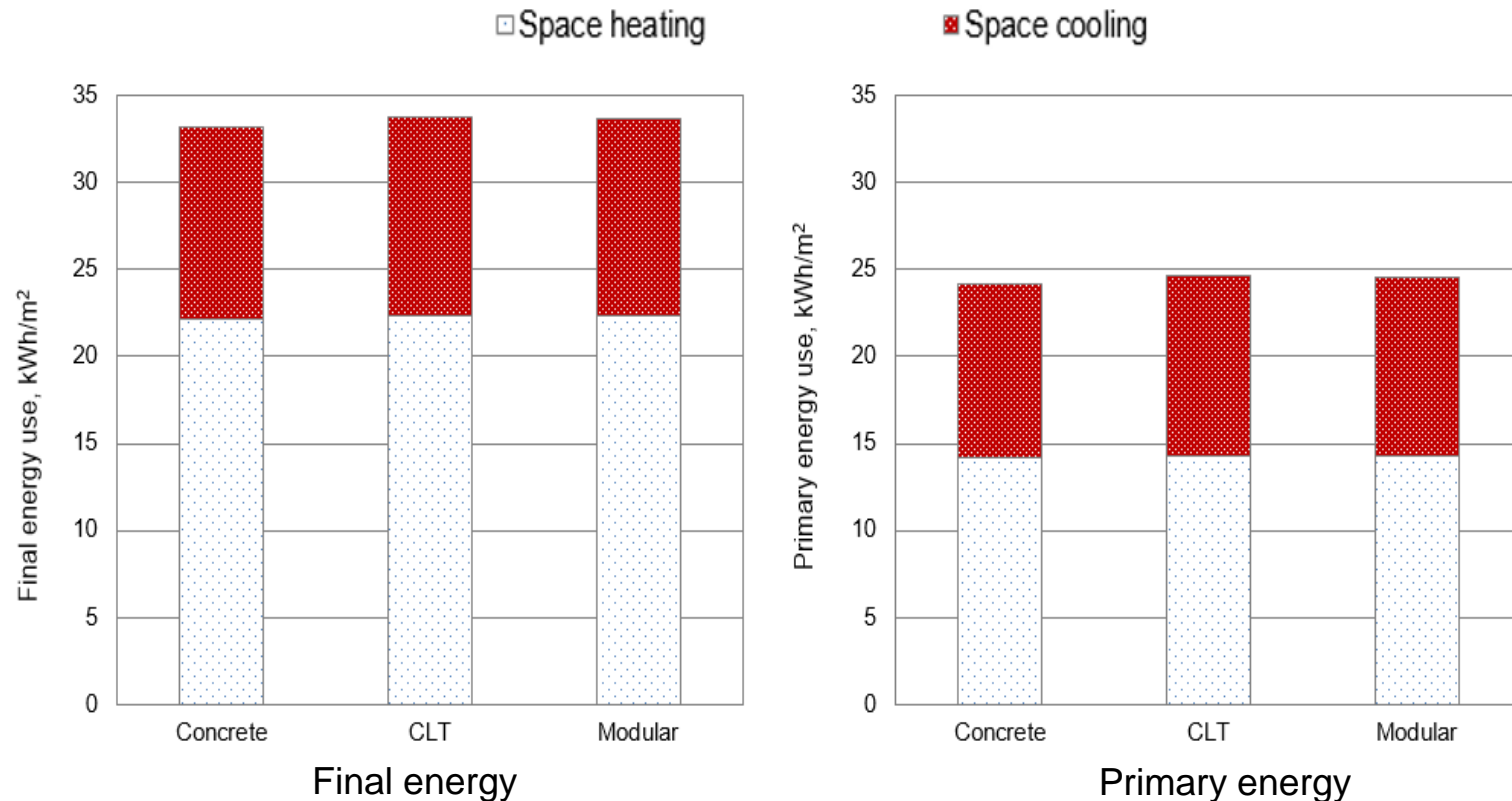 Space heating
Space cooling
Final energy use, kWh/m²
35
30
25
20
15
10
5
0
Concrete CLT Modular
Final energy
Primary energy use, kWh/m²
35
30
25
20
15
10
5
0
Concrete CLT Modular
Primary energy